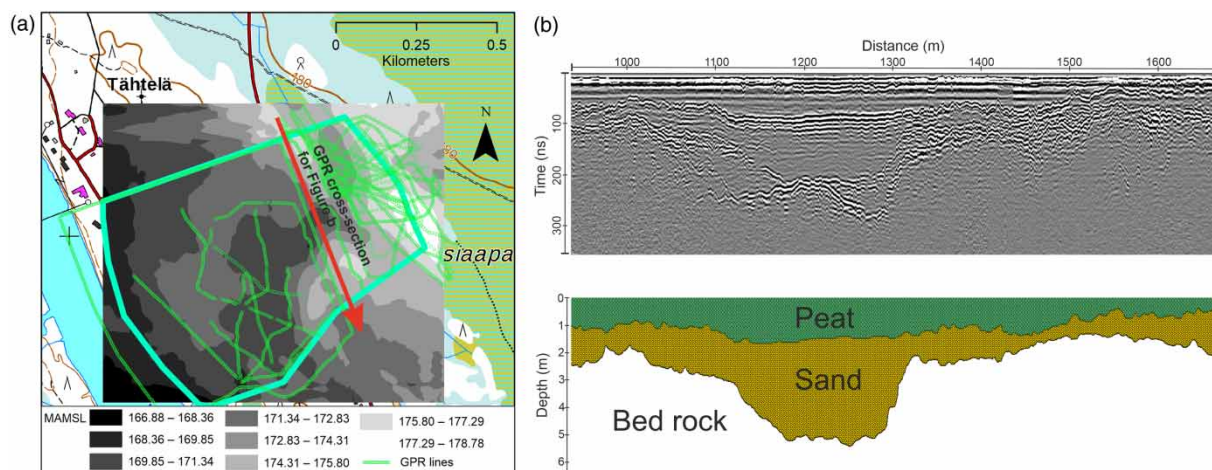 (a)
0
0.25
0.5
Kilometers
180
Tähtelä
N
GPR cross-section
for Figure b
180
siaapa
MAMSL
166.88 – 168.36
168.36 – 169.85
169.85 – 171.34
171.34 – 172.83
172.83 – 174.31
174.31 – 175.80
175.80 – 177.29
177.29 – 178.78
GPR lines
(b)
Distance (m)
1000 1100 1200 1300 1400 1500 1600
Time (ns)
100
200
300
Depth (m)
0
1
2
3
4
5
6
Peat
Sand
Bed rock